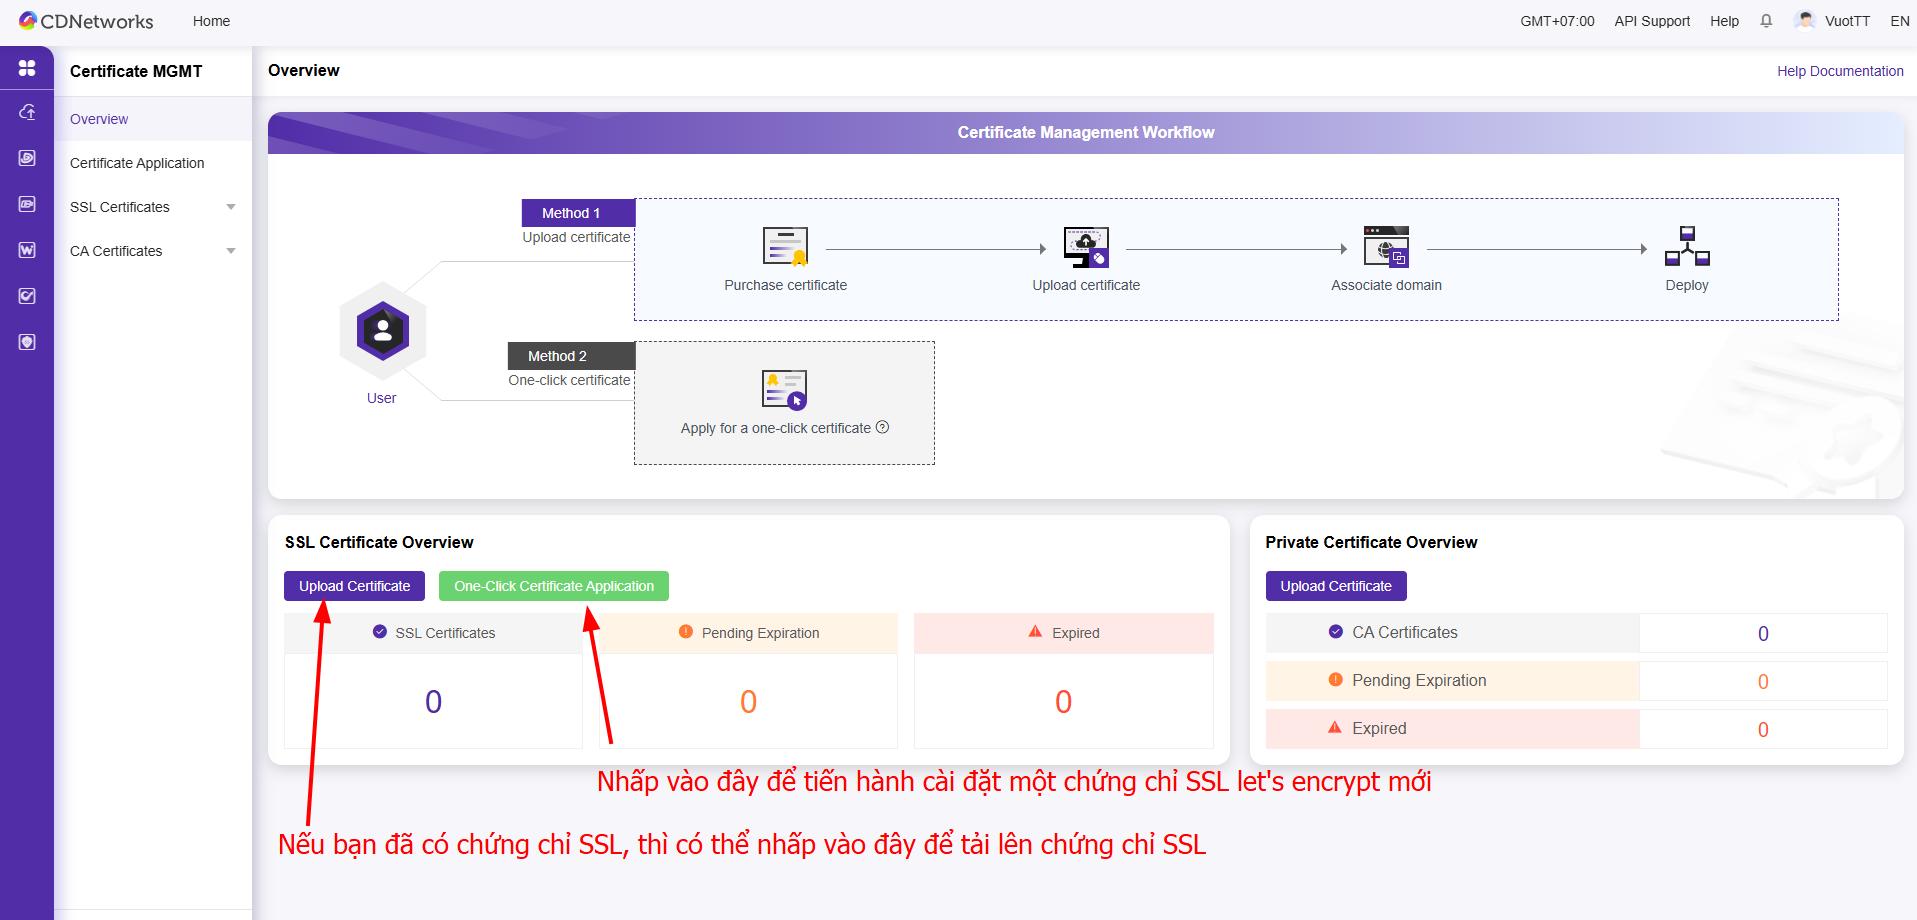 CDNetworks
Home
GMT+07:00
API Support
Help
VuotTT
EN
Certificate MGMT
Overview
Certificate Application
SSL Certificates
CA Certificates
Overview
Help Documentation
Certificate Management Workflow
Method 1
Upload certificate
Purchase certificate
Upload certificate
Associate domain
Deploy
User
Method 2
One-click certificate
Apply for a one-click certificate
SSL Certificate Overview
Upload Certificate
One-Click Certificate Application
SSL Certificates
Pending Expiration
Expired
0
0
0
Private Certificate Overview
Upload Certificate
CA Certificates
0
Pending Expiration
0
Expired
0
Nhấp vào đây để tiến hành cài đặt một chứng chỉ SSL let's encrypt mới
Nếu bạn đã có chứng chỉ SSL, thì có thể nhấp vào đây để tải lên chứng chỉ SSL